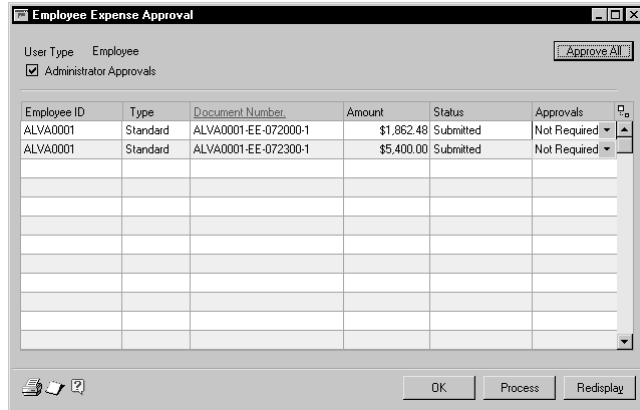 Employee Expense Approval
User Type Employee
Approve All
Administrator Approvals
Employee ID Type Document Number. Amount Status Approvals
ALVA0001 Standard ALVA0001-EE-072000-1 $1,862.48 Submitted Not Required
ALVA0001 Standard ALVA0001-EE-072300-1 $5,400.00 Submitted Not Required
OK Process Redisplay